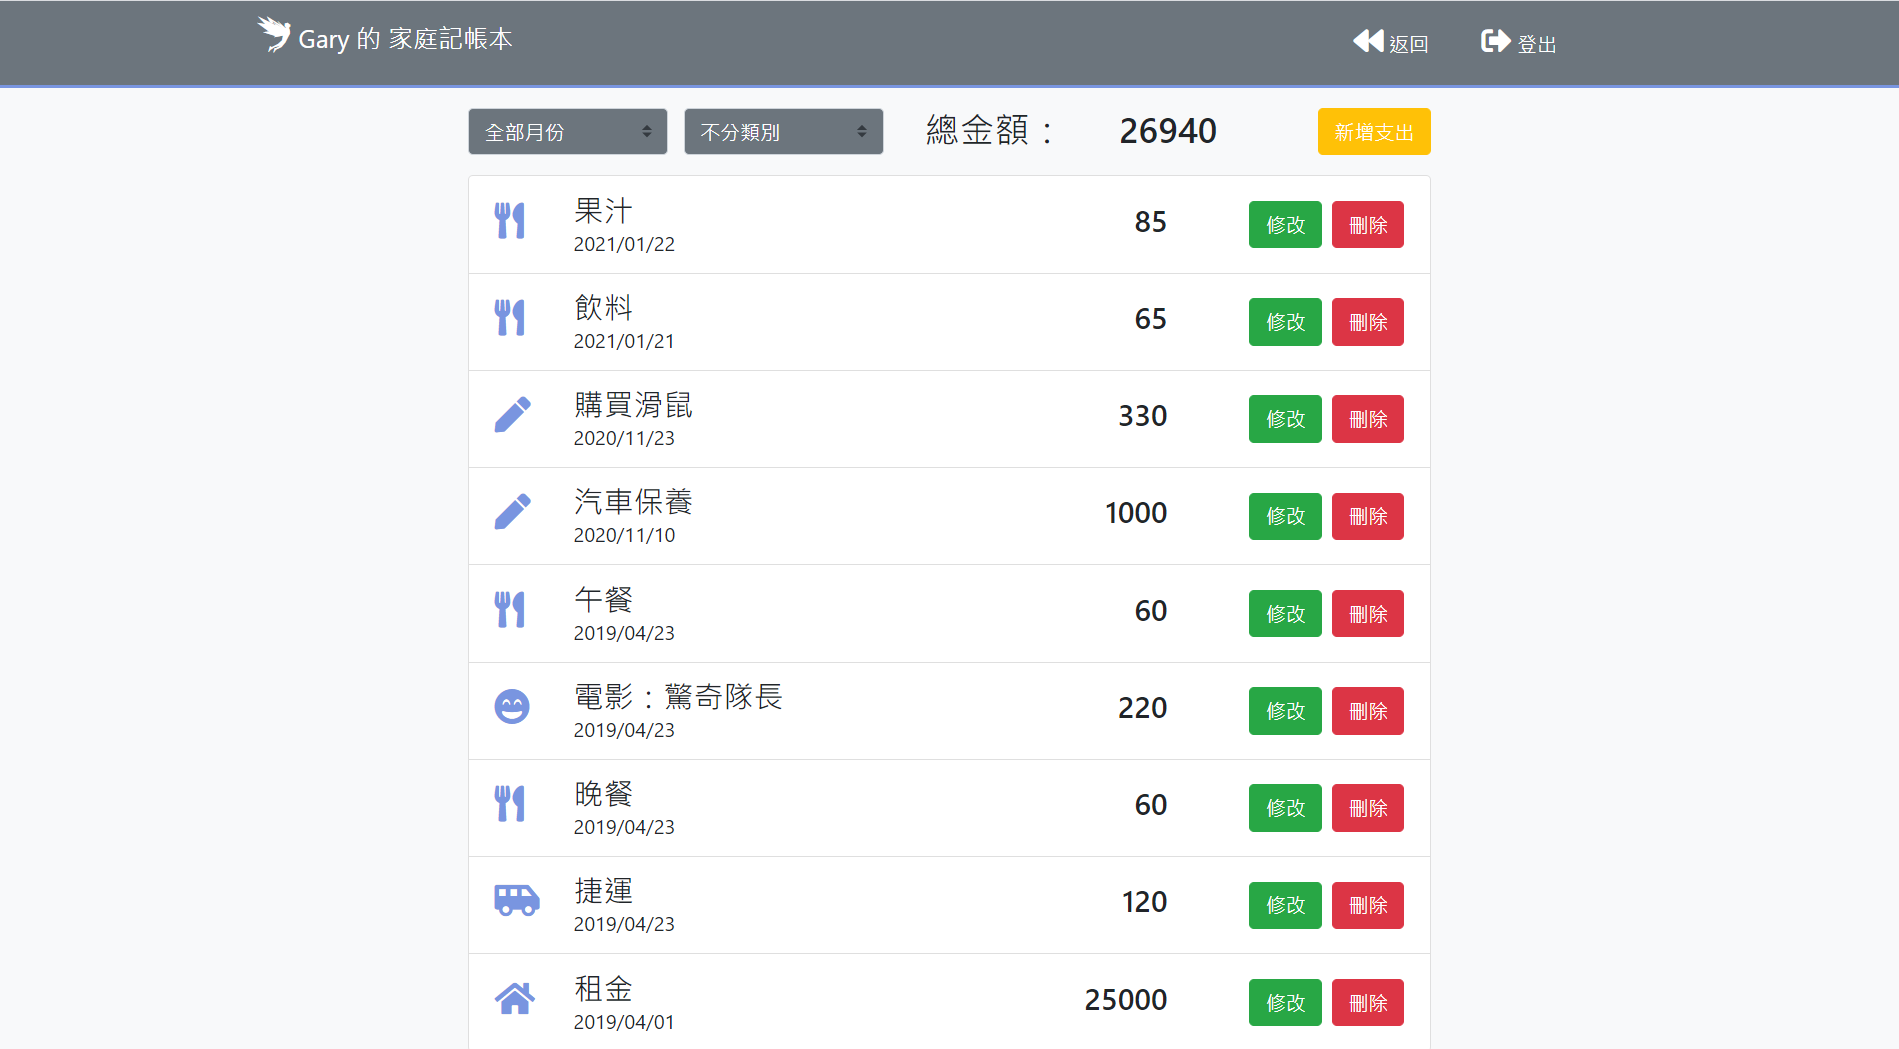 Gary 的 家庭記帳本
返回
登出
全部月份
不分類別
總金額：
26940
新增支出
果汁
2021/01/22
85
修改
刪除
飲料
2021/01/21
65
修改
刪除
購買滑鼠
2020/11/23
330
修改
刪除
汽車保養
2020/11/10
1000
修改
刪除
午餐
2019/04/23
60
修改
刪除
電影：驚奇隊長
2019/04/23
220
修改
刪除
晚餐
2019/04/23
60
修改
刪除
捷運
2019/04/23
120
修改
刪除
租金
2019/04/01
25000
修改
刪除